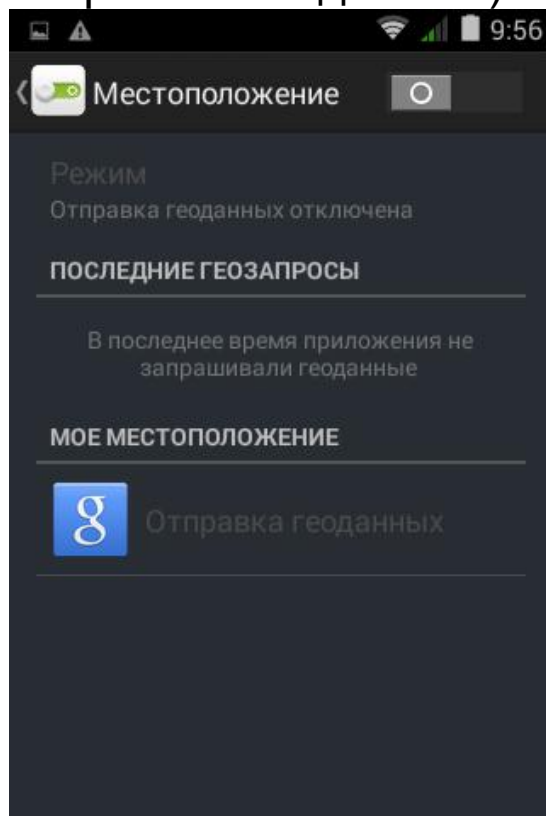 9:56
Местоположение
Режим
Отправка геоданных отключена
ПОСЛЕДНИЕ ГЕОЗАПРОСЫ
В последнее время приложения не
запрашивали геоданные
МОЕ МЕСТОПОЛОЖЕНИЕ
g
Отправка геоданных